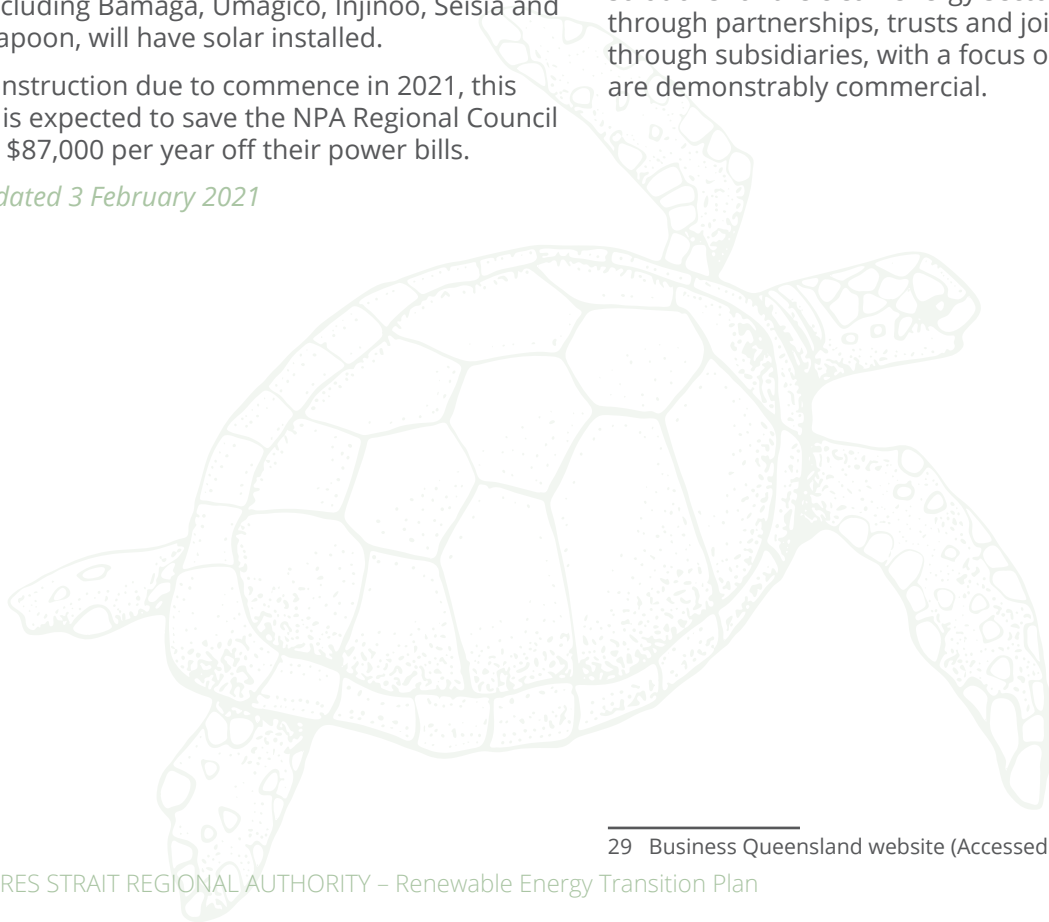 cluding Bamaga, Umagico, Injinoo, Seisia and
apoon, will have solar installed.
nstruction due to commence in 2021, this
is expected to save the NPA Regional Council
$87,000 per year off their power bills.
dated 3 February 2021
through partnerships, trusts and joi
through subsidiaries, with a focus o
are demonstrably commercial.
29 Business Queensland website (Accessed
RES STRAIT REGIONAL AUTHORITY – Renewable Energy Transition Plan